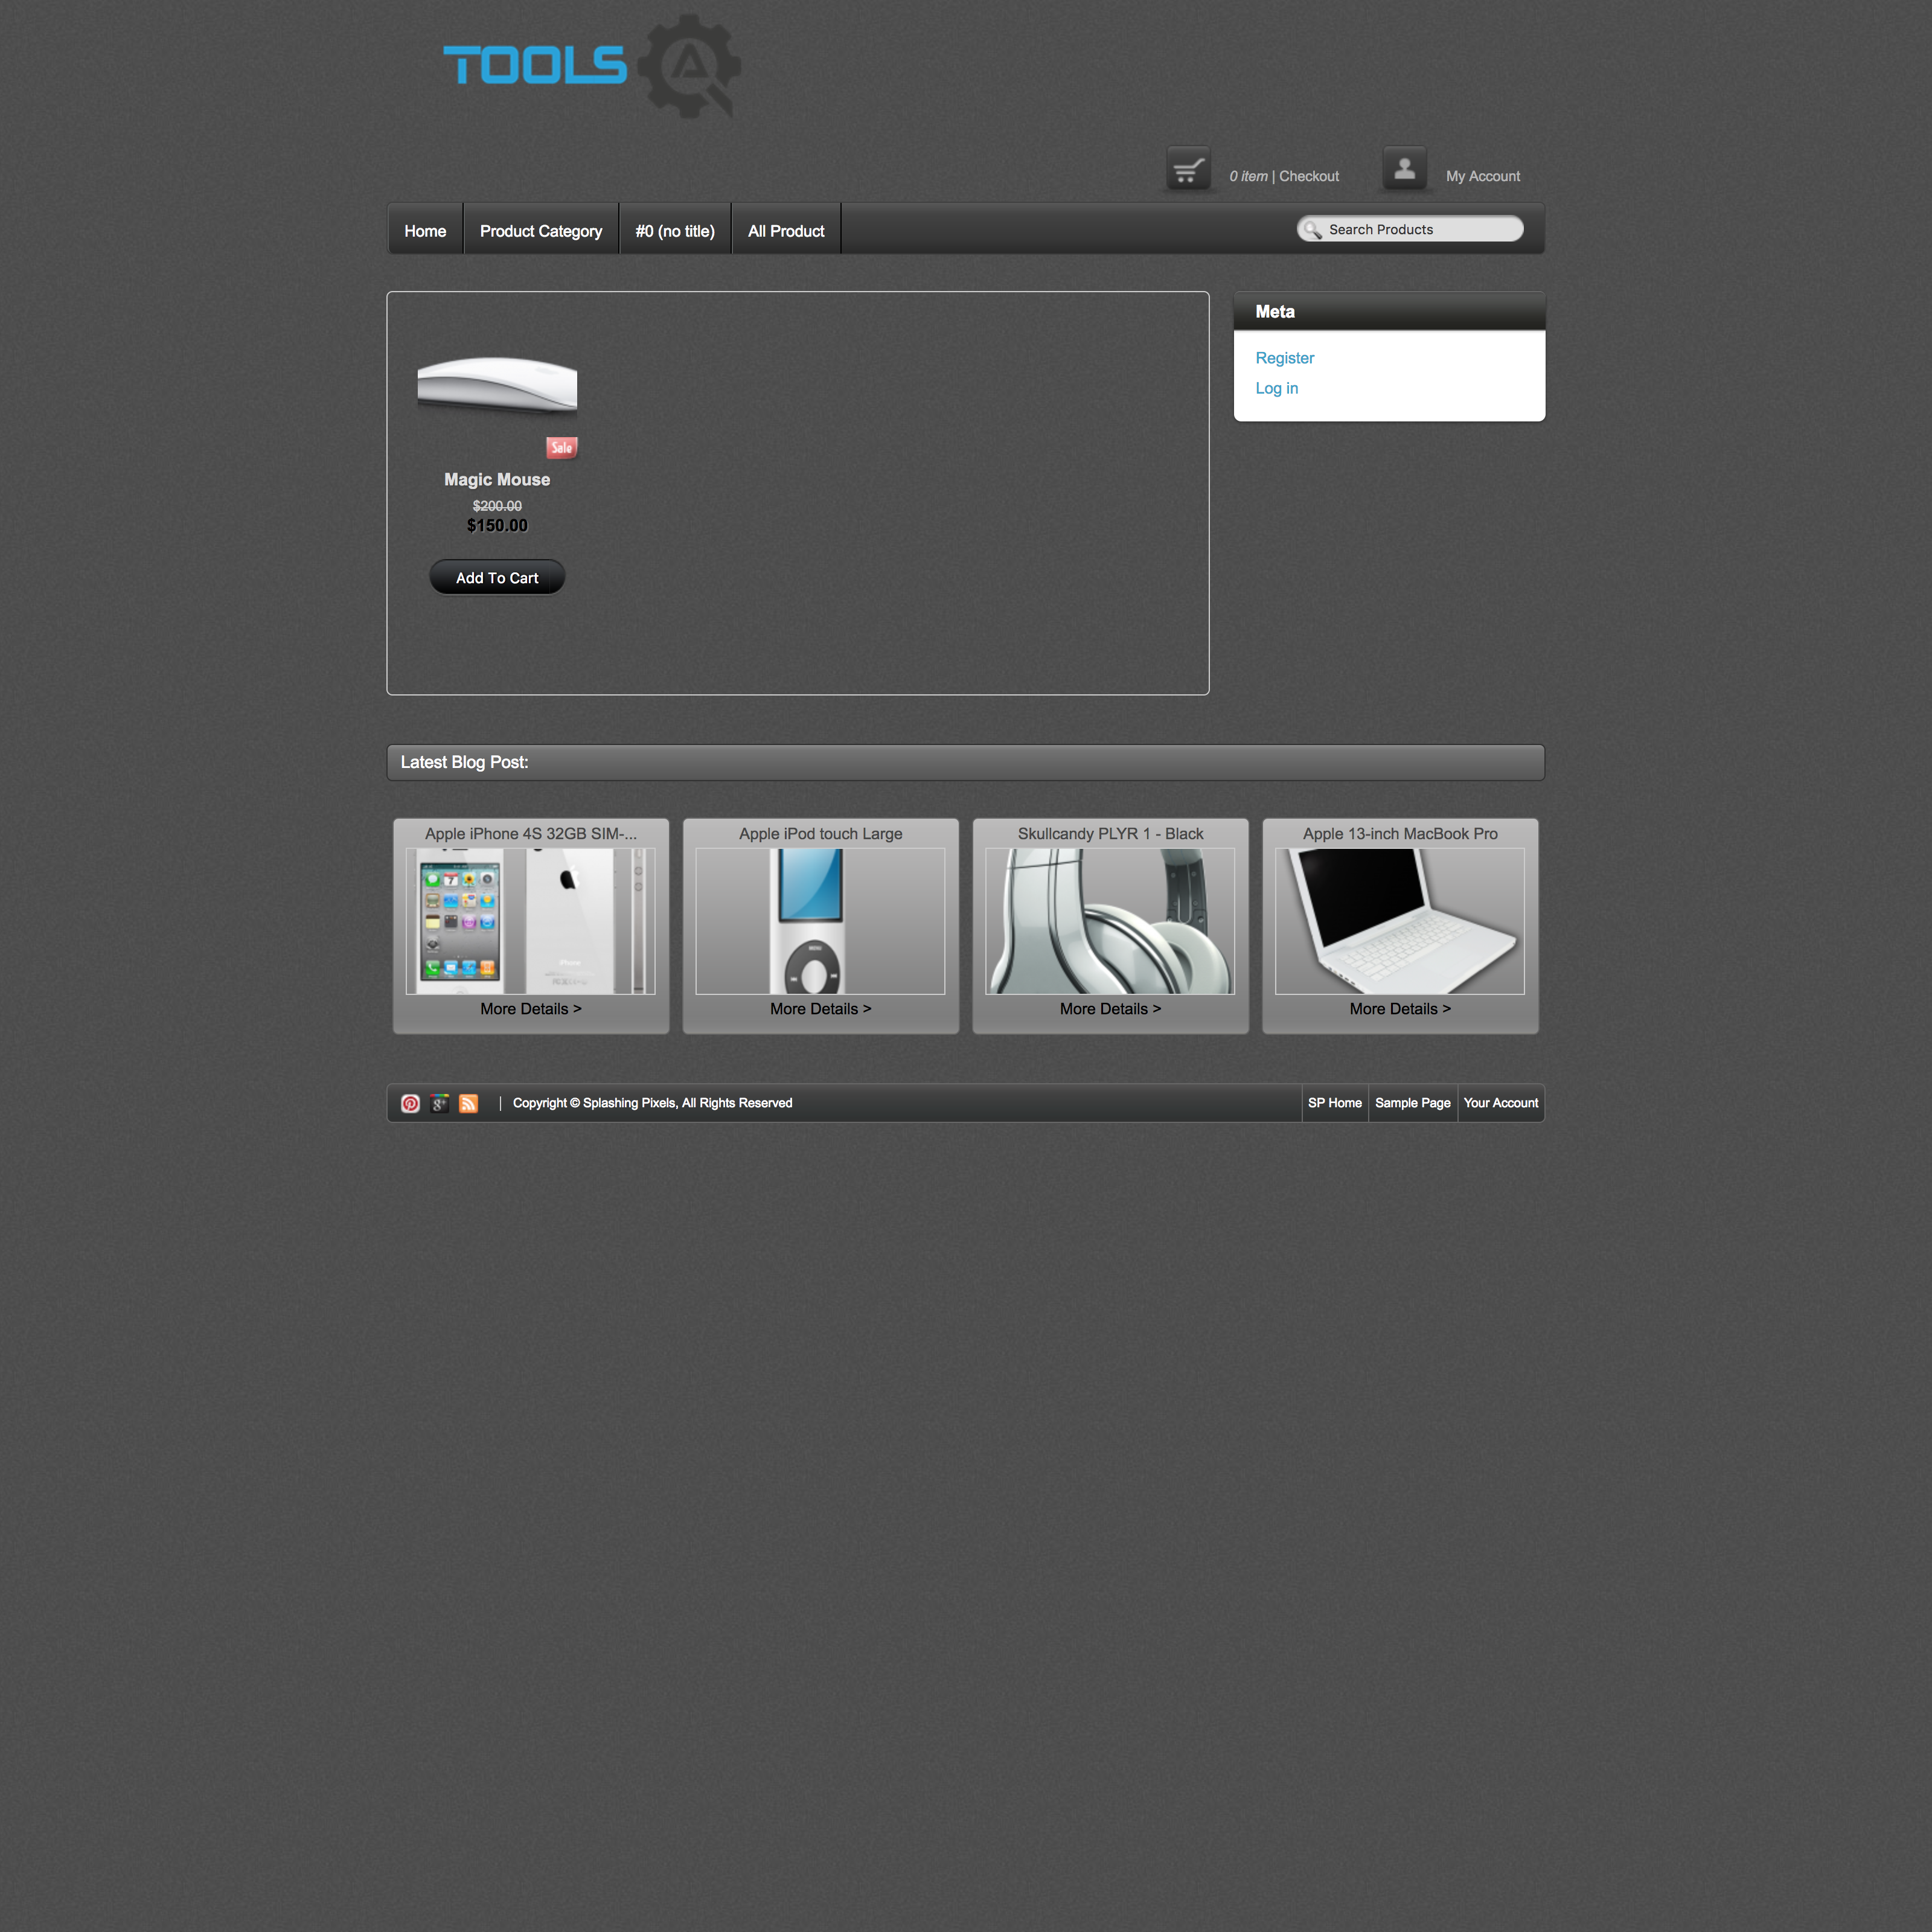 TOOLS QA
0 item | Checkout
My Account
Home
Product Category
#0 (no title)
All Product
Search Products
Meta
Register
Log in
Sale
Magic Mouse
$200.00
$150.00
Add To Cart
Latest Blog Post:
Apple iPhone 4S 32GB SIM-...
Apple iPod touch Large
Skullcandy PLYR 1 - Black
Apple 13-inch MacBook Pro
iPhone
MENU
More Details >
More Details >
More Details >
More Details >
| Copyright © Splashing Pixels, All Rights Reserved
SP Home
Sample Page
Your Account